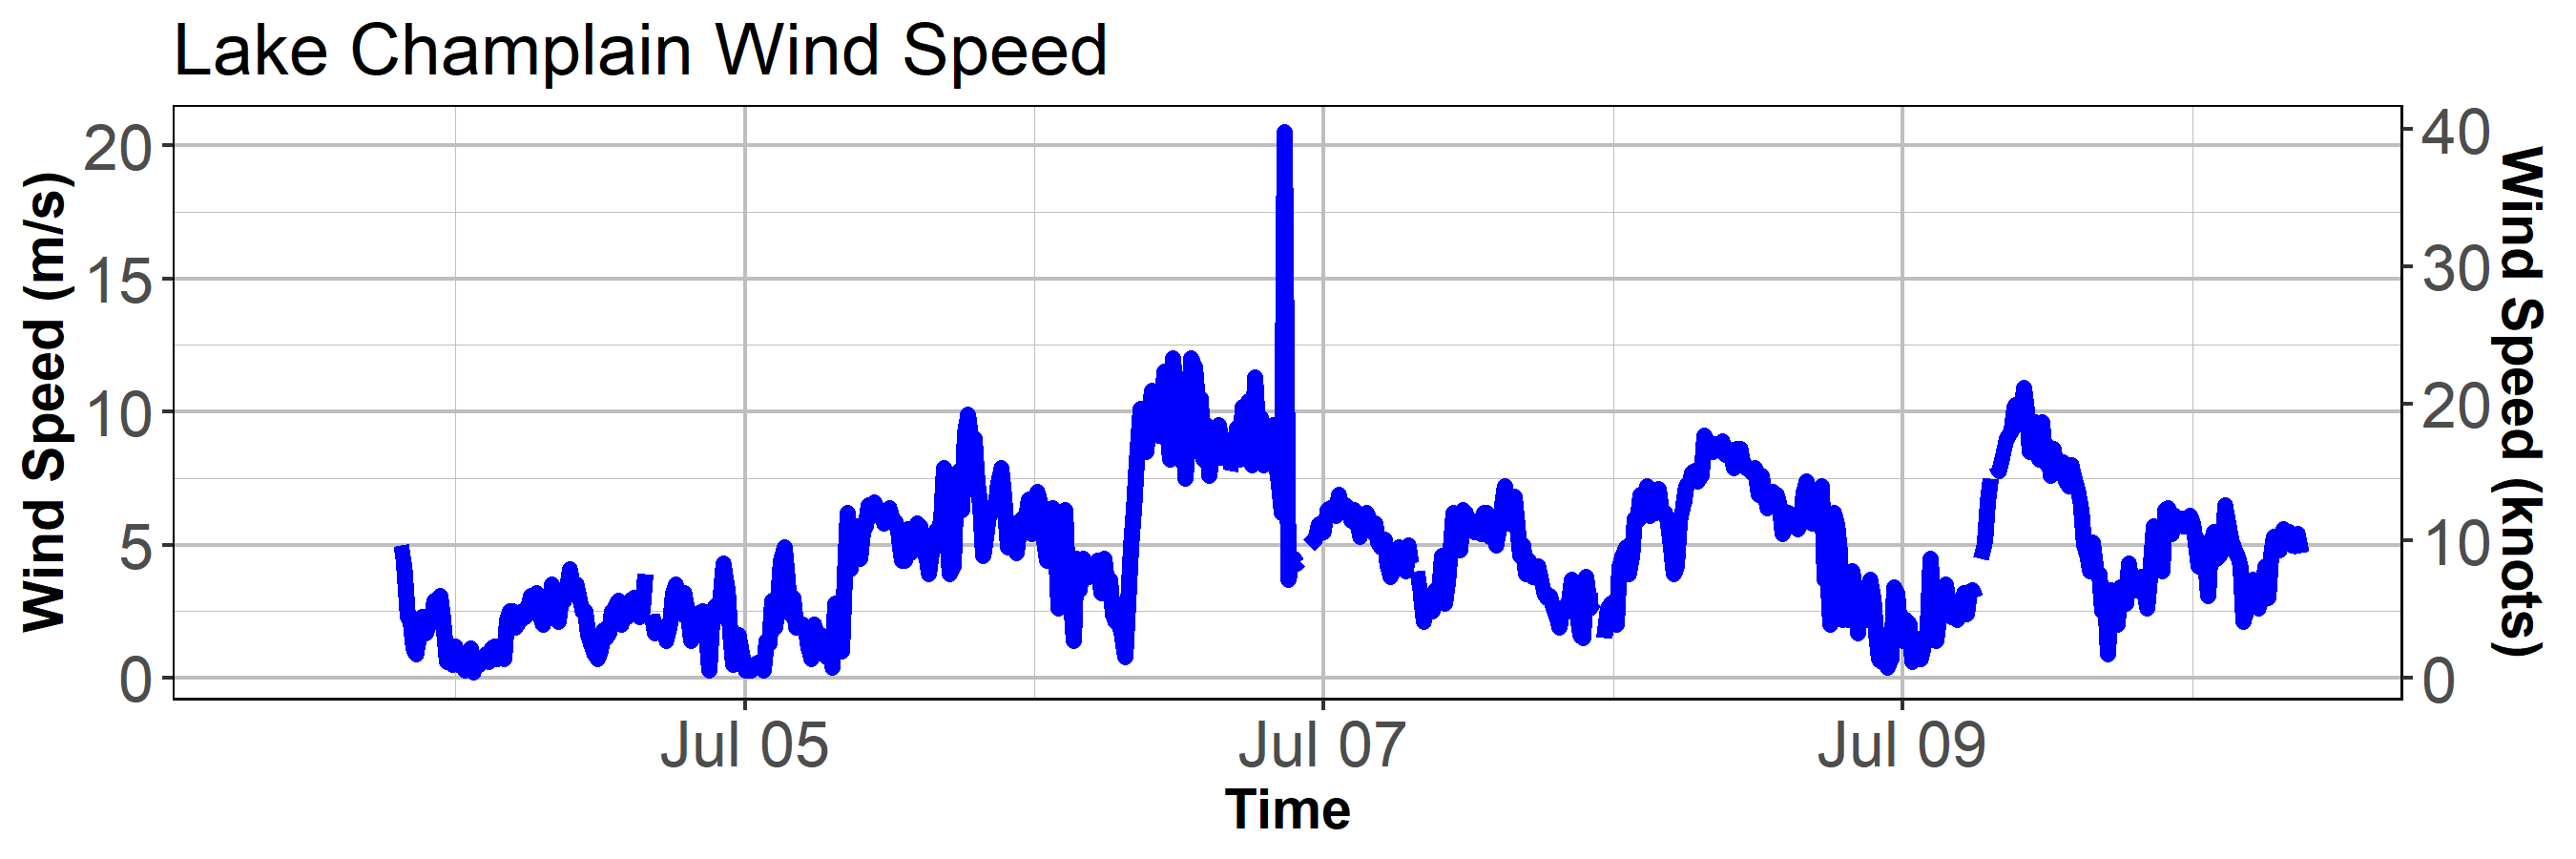 Lake Champlain Wind Speed
Wind Speed (m/s)
20
15
10
5
0
40
30
20
10
0
Wind Speed (knots)
Jul 05
Jul 07
Jul 09
Time